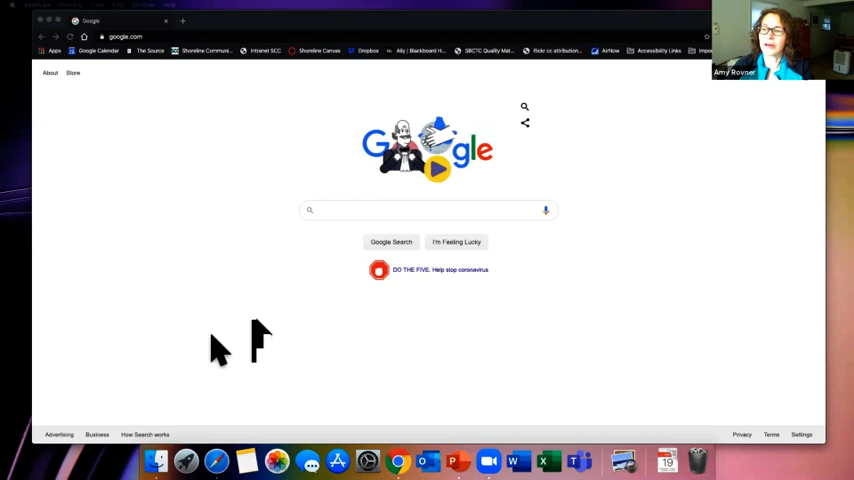 Google
google.com
Apps Google Calendar The Source Shoreline Communi... Intranet SCC Shoreline Canvas Dropbox Ally | Blackboard H... SBCTC Quality Mat... flickr cc attribution... AirNow Accessibility Links
Amy Rovner
About Store
Google
Google Search I'm Feeling Lucky
DO THE FIVE. Help stop coronavirus
Advertising Business How Search works Privacy Terms Settings
19